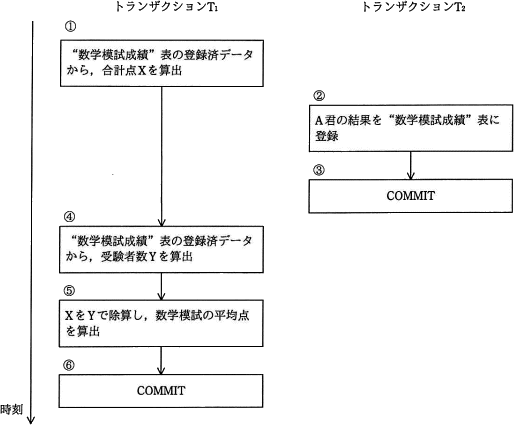 トランザクションT₁
トランザクションT₂
①
“数学模試成績”表の登録済データ
から，合計点Xを算出
②
A君の結果を“数学模試成績”表に
登録
③
COMMIT
④
“数学模試成績”表の登録済データ
から，受験者数Yを算出
⑤
XをYで除算し，数学模試の平均点
を算出
⑥
COMMIT
時刻